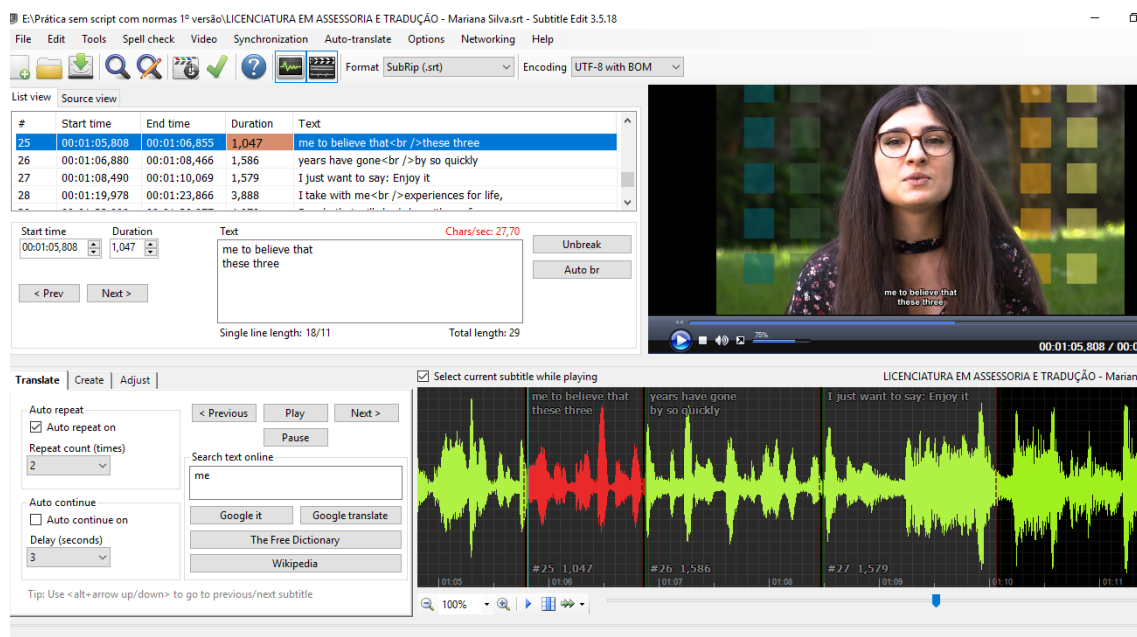 E:\Prática sem script com normas 1º versão\LICENCIATURA EM ASSESSORIA E TRADUÇÃO - Mariana Silva.srt - Subtitle Edit 3.5.18
File Edit Tools Spell check Video Synchronization Auto-translate Options Networking Help
Format SubRip (.srt) Encoding UTF-8 with BOM
List view Source view
# Start time End time Duration Text
25 00:01:05,808 00:01:06,855 1,047 me to believe that<br />these three
26 00:01:06,880 00:01:08,466 1,586 years have gone<br />by so quickly
27 00:01:08,490 00:01:10,069 1,579 I just want to say: Enjoy it
28 00:01:19,978 00:01:23,866 3,888 I take with me<br />experiences for life,
Start time Duration Text Chars/sec: 27,70
00:01:05,808 1,047
me to believe that
these three
Unbreak
Auto br
< Prev Next >
Single line length: 18/11 Total length: 29
me to believe that
these three
75%
00:01:05,808 / 00:0
Translate Create Adjust
Auto repeat
Auto repeat on
Repeat count (times)
2
Auto continue
Auto continue on
Delay (seconds)
3
< Previous Play Next >
Pause
Search text online
me
Google it Google translate
The Free Dictionary
Wikipedia
Tip: Use <alt+arrow up/down> to go to previous/next subtitle
Select current subtitle while playing LICENCIATURA EM ASSESSORIA E TRADUÇÃO - Marian
me to believe that
these three
years have gone
by so quickly
I just want to say: Enjoy it
#25 1,047 #26 1,586 #27 1,579
01:05 01:06 01:07 01:08 01:09 01:10 01:11
100%